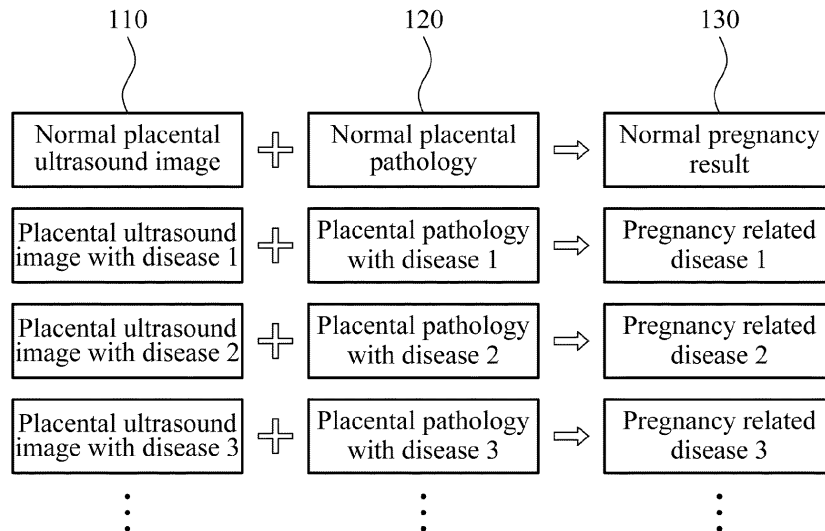 110
120
130
Normal placental
ultrasound image
Normal placental
pathology
Normal pregnancy
result
Placental ultrasound
image with disease 1
Placental pathology
with disease 1
Pregnancy related
disease 1
Placental ultrasound
image with disease 2
Placental pathology
with disease 2
Pregnancy related
disease 2
Placental ultrasound
image with disease 3
Placental pathology
with disease 3
Pregnancy related
disease 3